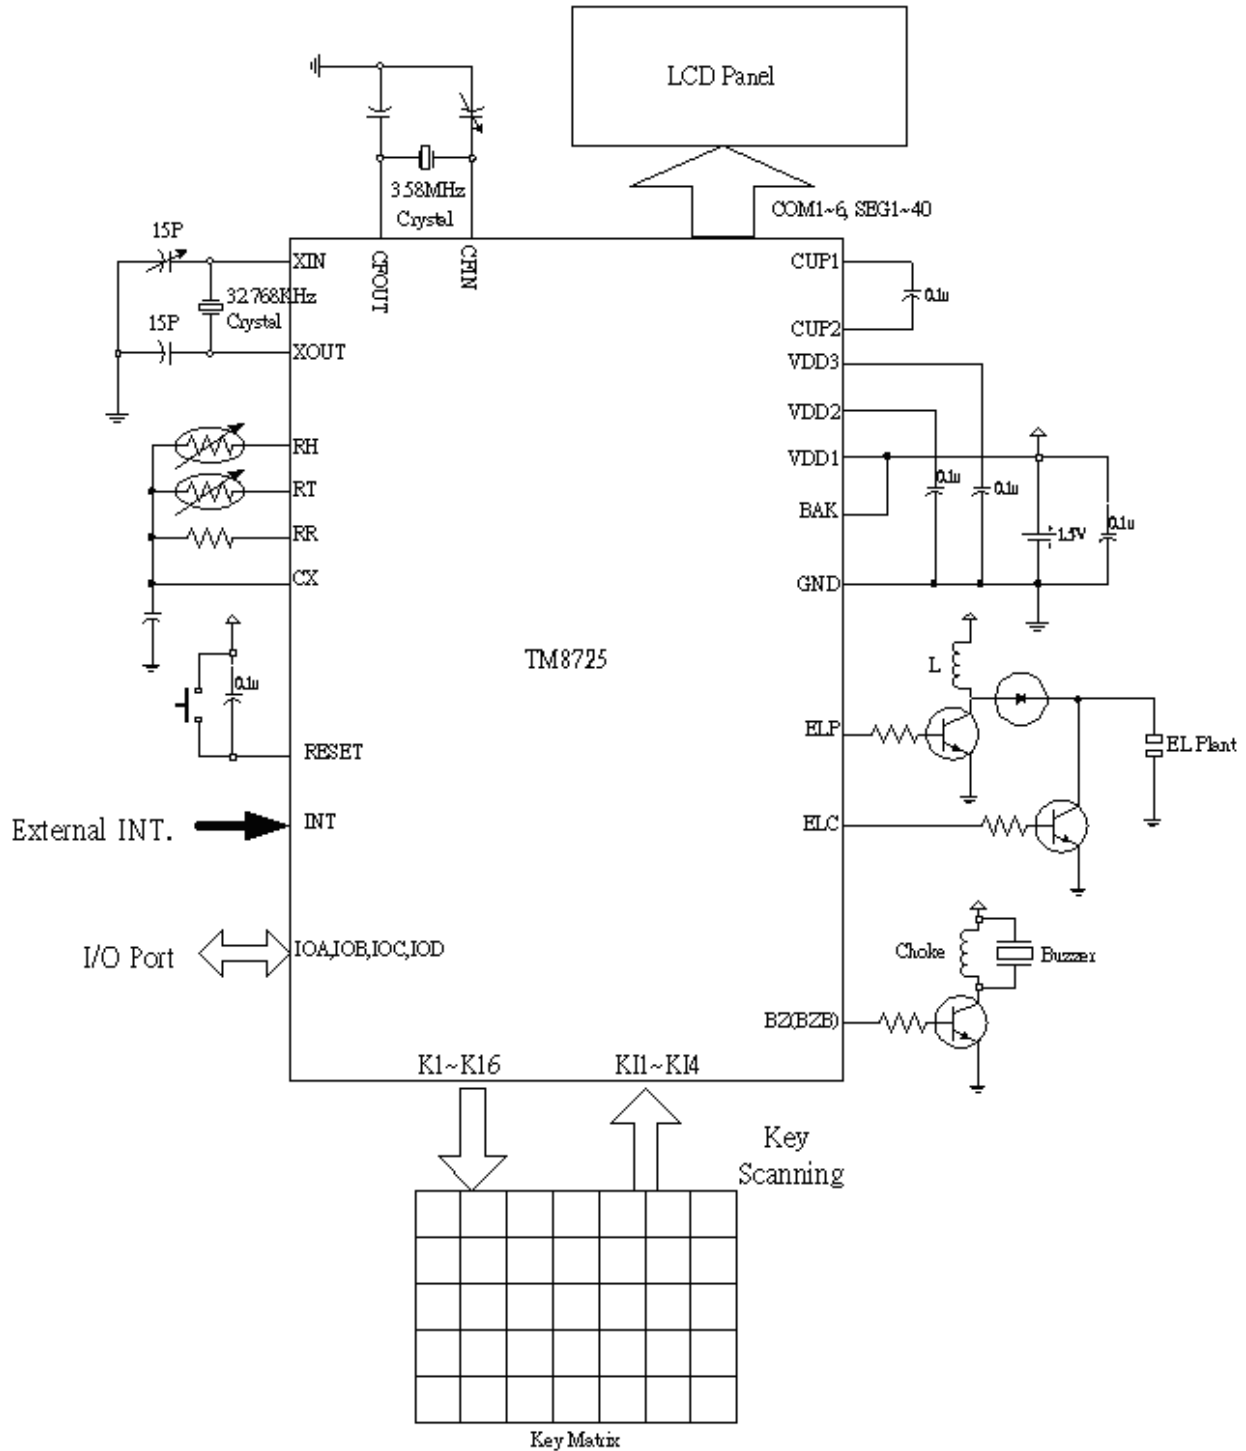 LCD Panel
3.58MHz
Crystal
COM1~6, SEG1~40
15P
XIN
CFOUT
CFIN
CUP1
0.1u
32.768KHz
Crystal
15P
CUP2
XOUT
VDD3
VDD2
RH
VDD1
RT
0.1u
0.1u
BAK
1.5V
0.1u
RR
CX
GND
TM8725
L
0.1u
ELP
RESET
EL Plant
External INT.
INT
ELC
I/O Port
IOA,IOB,IOC,IOD
Choke
Buzzer
BZ(BZB)
K1~K16
KI1~KI4
Key
Scanning
Key Matrix